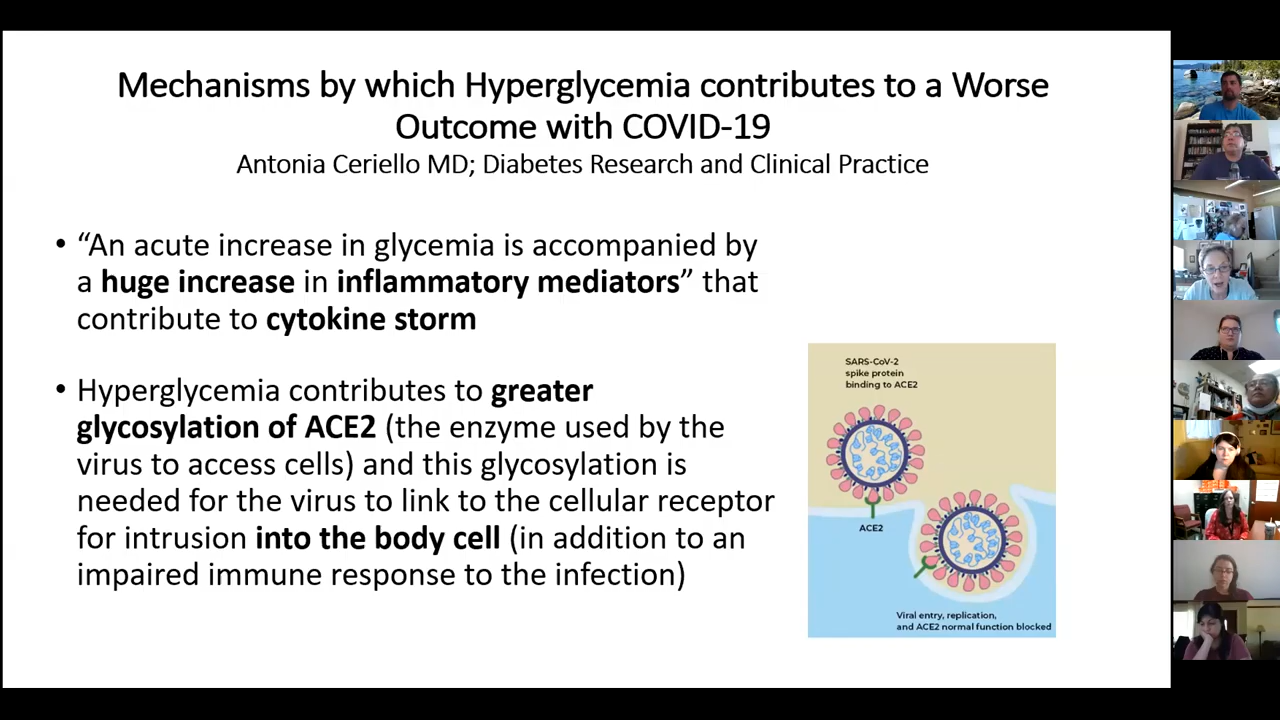 Mechanisms by which Hyperglycemia contributes to a Worse
Outcome with COVID-19
Antonia Ceriello MD; Diabetes Research and Clinical Practice
• “An acute increase in glycemia is accompanied by
a huge increase in inflammatory mediators” that
contribute to cytokine storm
• Hyperglycemia contributes to greater
glycosylation of ACE2 (the enzyme used by the
virus to access cells) and this glycosylation is
needed for the virus to link to the cellular receptor
for intrusion into the body cell (in addition to an
impaired immune response to the infection)
SARS-CoV-2
spike protein
binding to ACE2
ACE2
Viral entry, replication,
and ACE2 normal function blocked